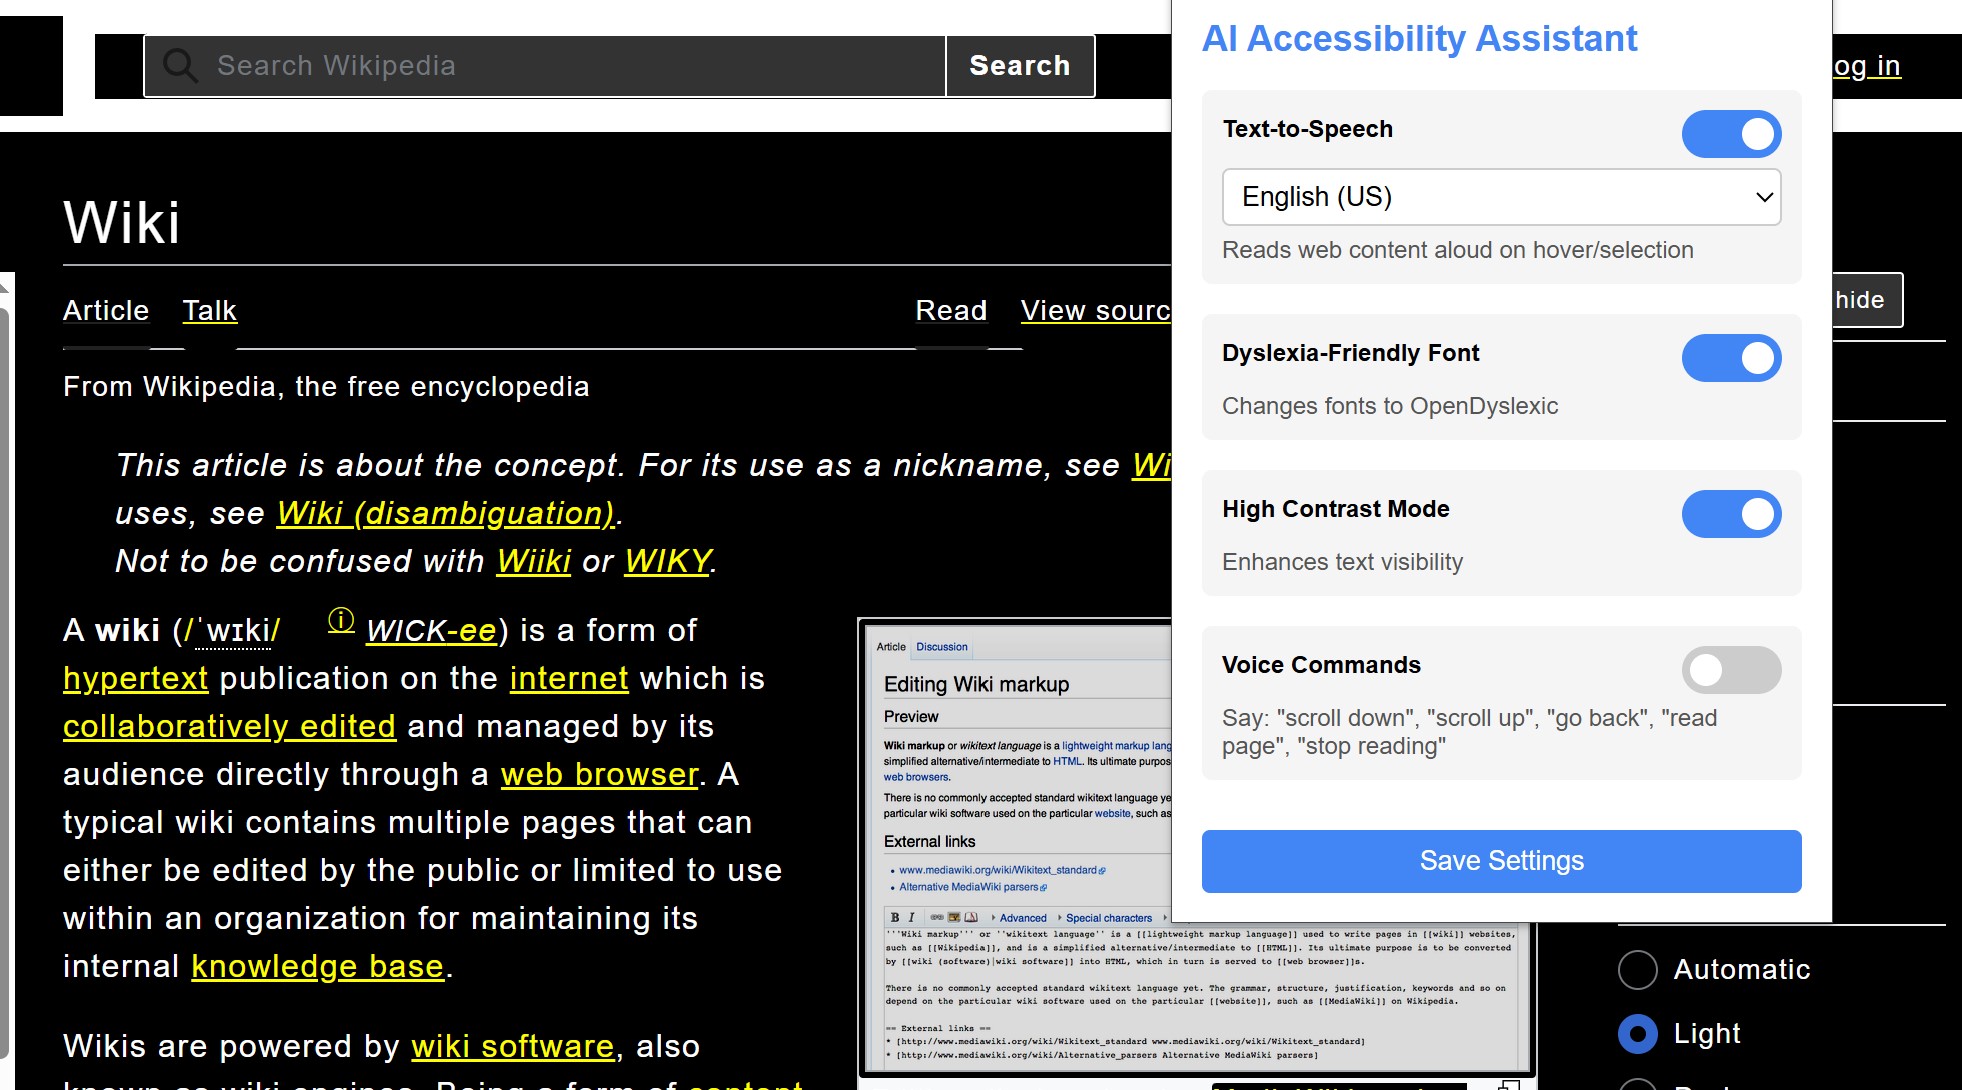 Search Wikipedia
Search
og in
Wiki
Article Talk
Read View sourc
hide
From Wikipedia, the free encyclopedia
This article is about the concept. For its use as a nickname, see Wi
uses, see Wiki (disambiguation).
Not to be confused with Wiiki or WIKY.
A wiki (/ˈwɪki/ ⓘ WICK-ee) is a form of
hypertext publication on the internet which is
collaboratively edited and managed by its
audience directly through a web browser. A
typical wiki contains multiple pages that can
either be edited by the public or limited to use
within an organization for maintaining its
internal knowledge base.
Wikis are powered by wiki software, also
known as wiki engines. Being a form of content
Article Discussion
Editing Wiki markup
Preview
Wiki markup or wikitext language is a lightweight markup lang
simplified alternative/intermediate to HTML. Its ultimate purpos
web browsers.
There is no commonly accepted standard wikitext language ye
particular wiki software used on the particular website, such as
External links
• www.mediawiki.org/wiki/Wikitext_standard
• Alternative MediaWiki parsers
B I Advanced Special characters
'''Wiki markup''' or ''wikitext language'' is a [[lightweight markup language]] used to write pages in [[wiki]] websites,
such as [[Wikipedia]], and is a simplified alternative/intermediate to [[HTML]]. Its ultimate purpose is to be converted
by [[wiki (software)|wiki software]] into HTML, which in turn is served to [[web browser]]s.
There is no commonly accepted standard wikitext language yet. The grammar, structure, justification, keywords and so on
depend on the particular wiki software used on the particular [[website]], such as [[MediaWiki]] on Wikipedia.
== External links ==
* [http://www.mediawiki.org/wiki/Wikitext_standard www.mediawiki.org/wiki/Wikitext_standard]
* [http://www.mediawiki.org/wiki/Alternative_parsers Alternative MediaWiki parsers]
AI Accessibility Assistant
Text-to-Speech
English (US)
Reads web content aloud on hover/selection
Dyslexia-Friendly Font
Changes fonts to OpenDyslexic
High Contrast Mode
Enhances text visibility
Voice Commands
Say: "scroll down", "scroll up", "go back", "read
page", "stop reading"
Save Settings
Automatic
Light